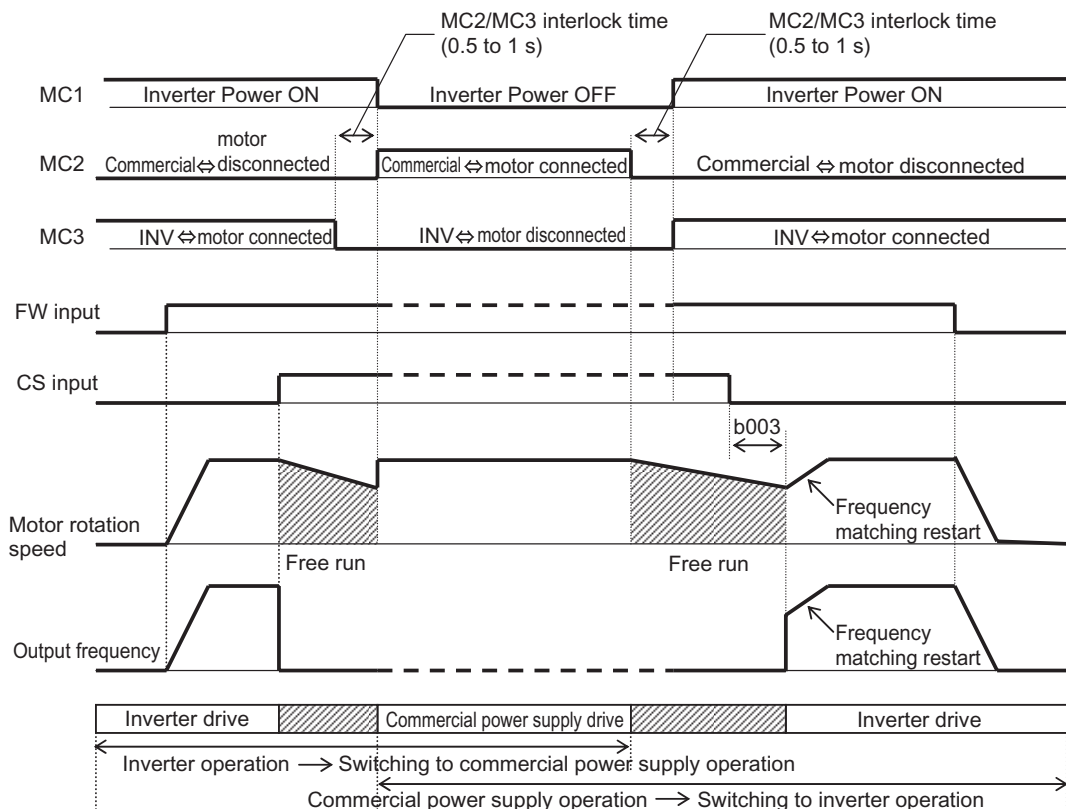 MC2/MC3 interlock time
(0.5 to 1 s)
MC2/MC3 interlock time
(0.5 to 1 s)
MC1
Inverter Power ON
Inverter Power OFF
Inverter Power ON
MC2
motor
Commercial ⇔ disconnected
Commercial ⇔ motor connected
Commercial ⇔ motor disconnected
MC3
INV ⇔ motor connected
INV ⇔ motor disconnected
INV ⇔ motor connected
FW input
CS input
b003
Motor rotation
speed
Free run
Free run
Frequency
matching restart
Output frequency
Frequency
matching restart
Inverter drive
Commercial power supply drive
Inverter drive
Inverter operation → Switching to commercial power supply operation
Commercial power supply operation → Switching to inverter operation